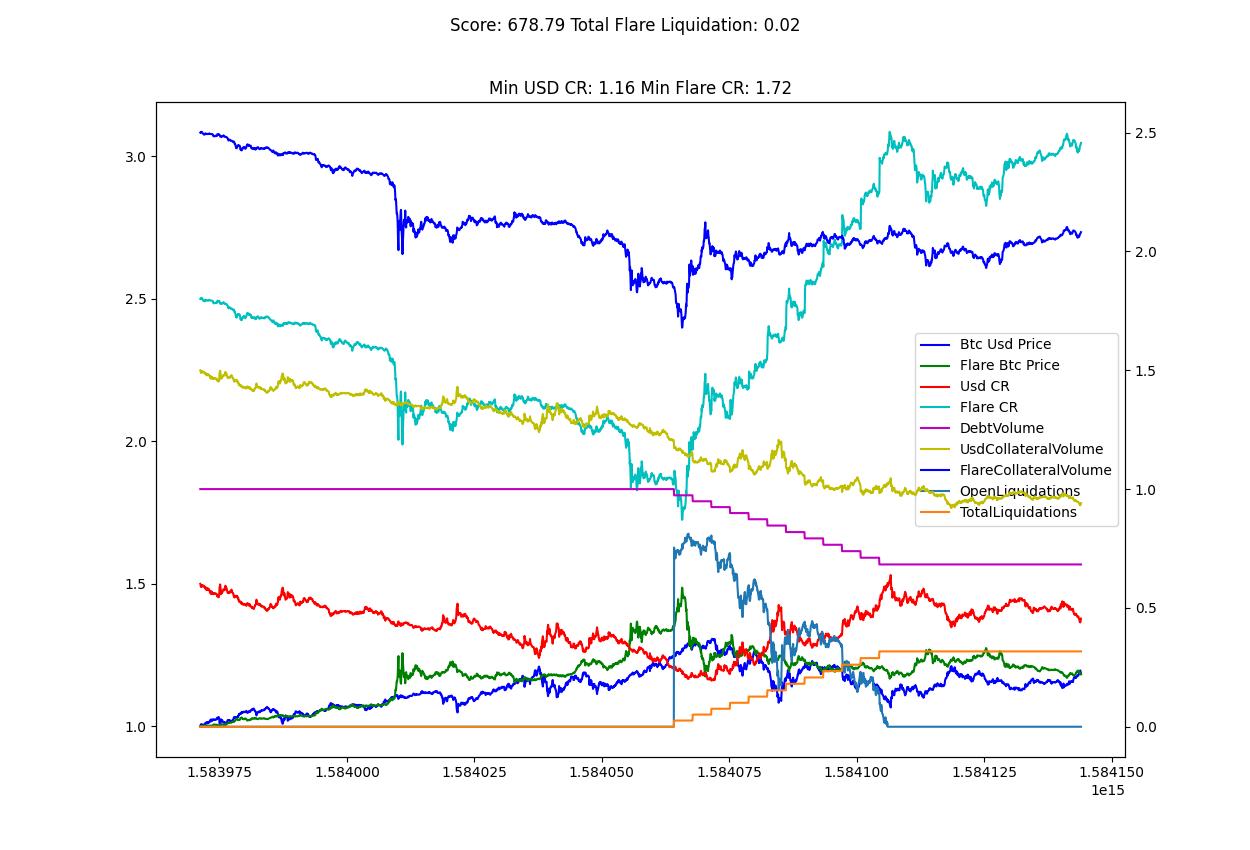 Score: 678.79 Total Flare Liquidation: 0.02
Min USD CR: 1.16 Min Flare CR: 1.72
3.0
2.5
2.0
1.5
1.0
2.5
2.0
1.5
1.0
0.5
0.0
Btc Usd Price
Flare Btc Price
Usd CR
Flare CR
DebtVolume
UsdCollateralVolume
FlareCollateralVolume
OpenLiquidations
TotalLiquidations
1.583975 1.584000 1.584025 1.584050 1.584075 1.584100 1.584125 1.584150
1e15